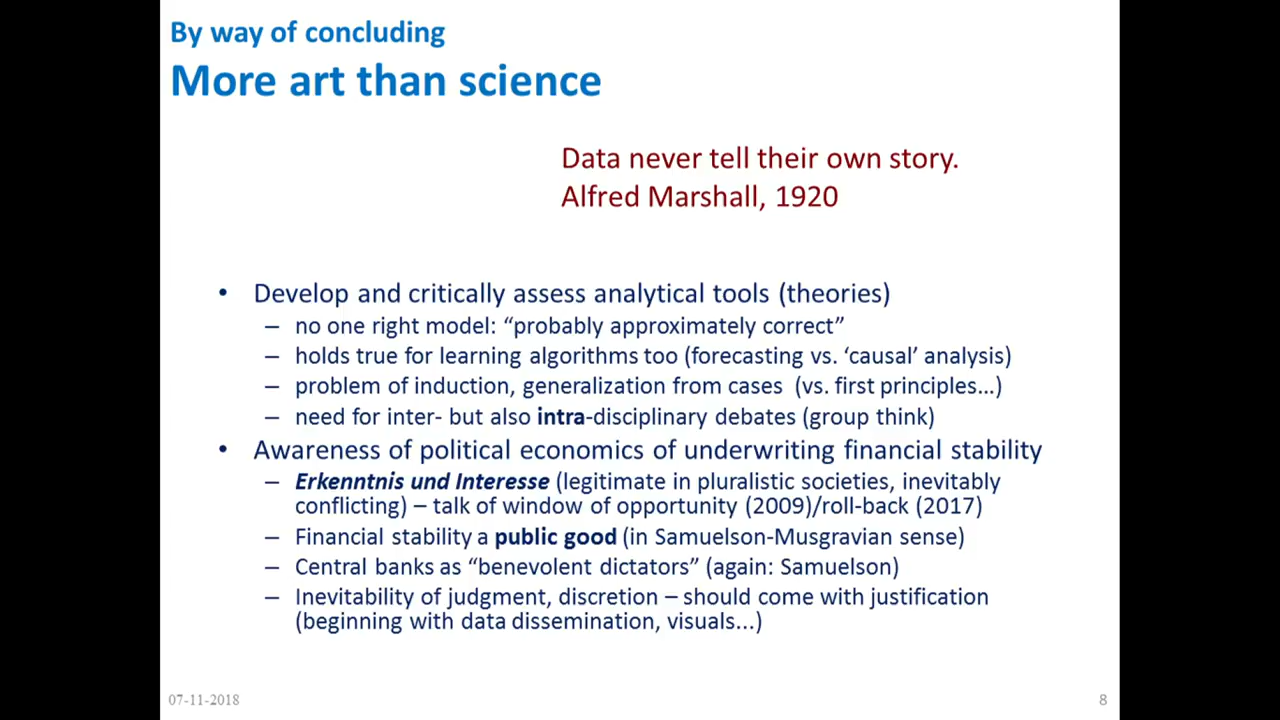 By way of concluding
More art than science
Data never tell their own story.
Alfred Marshall, 1920
• Develop and critically assess analytical tools (theories)
– no one right model: “probably approximately correct”
– holds true for learning algorithms too (forecasting vs. ‘causal’ analysis)
– problem of induction, generalization from cases (vs. first principles...)
– need for inter- but also intra-disciplinary debates (group think)
• Awareness of political economics of underwriting financial stability
– Erkenntnis und Interesse (legitimate in pluralistic societies, inevitably
conflicting) – talk of window of opportunity (2009)/roll-back (2017)
– Financial stability a public good (in Samuelson-Musgravian sense)
– Central banks as “benevolent dictators” (again: Samuelson)
– Inevitability of judgment, discretion – should come with justification
(beginning with data dissemination, visuals...)
07-11-2018
8